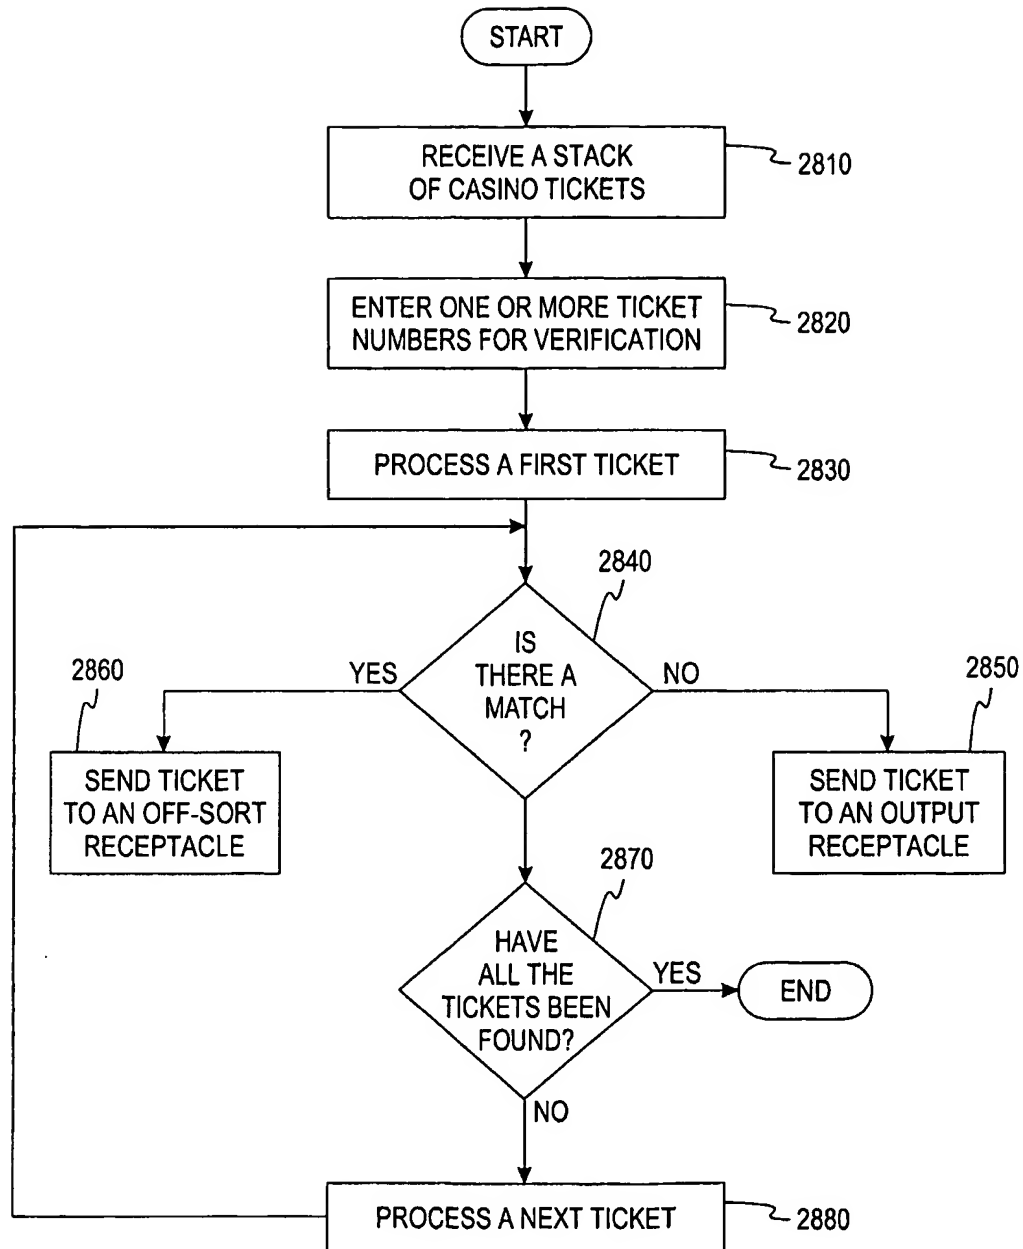 START
RECEIVE A STACK
OF CASINO TICKETS
2810
ENTER ONE OR MORE TICKET
NUMBERS FOR VERIFICATION
2820
PROCESS A FIRST TICKET
2830
2840
IS
THERE A
MATCH
?
YES
NO
2860
SEND TICKET
TO AN OFF-SORT
RECEPTACLE
2850
SEND TICKET
TO AN OUTPUT
RECEPTACLE
2870
HAVE
ALL THE
TICKETS BEEN
FOUND?
YES
END
NO
PROCESS A NEXT TICKET
2880